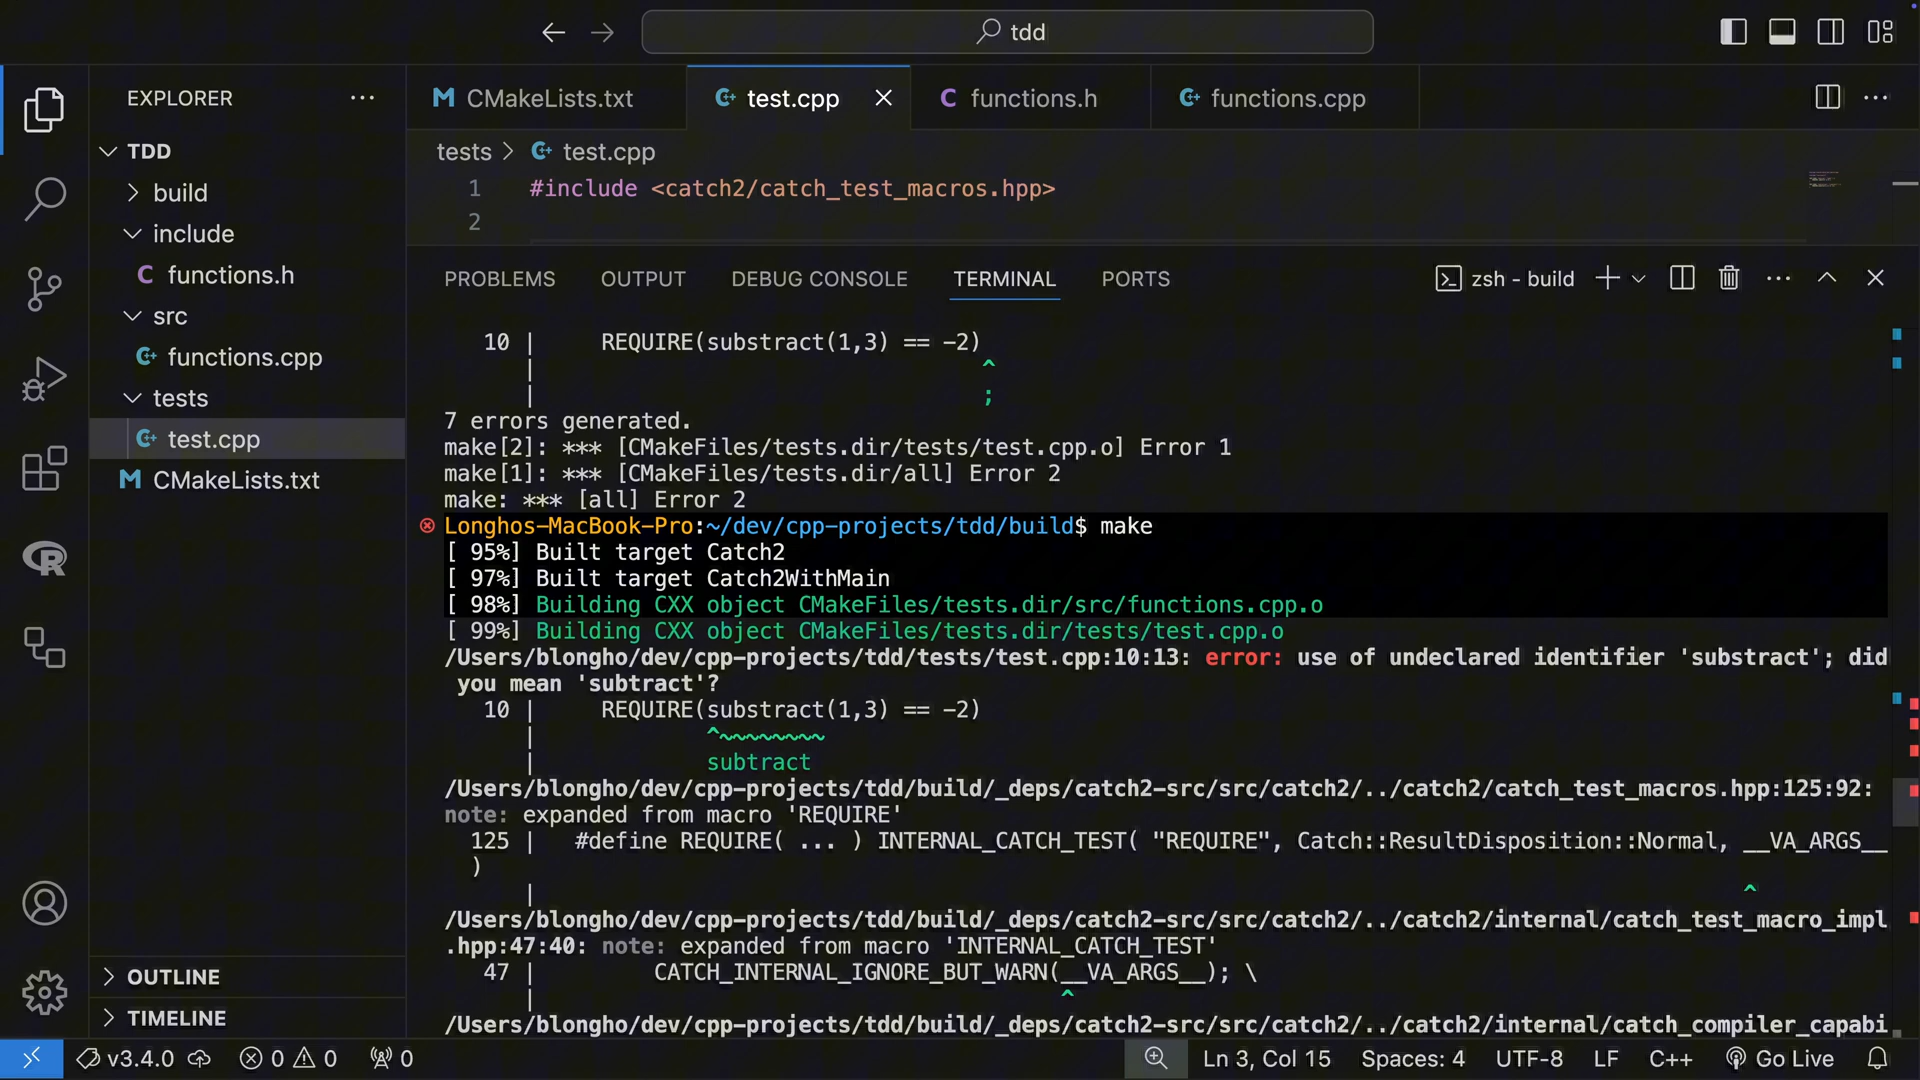 tdd
EXPLORER
TDD
build
include
functions.h
src
functions.cpp
tests
test.cpp
CMakeLists.txt
OUTLINE
TIMELINE
CMakeLists.txt
test.cpp
functions.h
functions.cpp
tests > test.cpp
1 #include <catch2/catch_test_macros.hpp>
2
PROBLEMS OUTPUT DEBUG CONSOLE TERMINAL PORTS
zsh - build
10 | REQUIRE(substract(1,3) == -2)
| ^
| ;
7 errors generated.
make[2]: *** [CMakeFiles/tests.dir/tests/test.cpp.o] Error 1
make[1]: *** [CMakeFiles/tests.dir/all] Error 2
make: *** [all] Error 2
Longhos-MacBook-Pro:~/dev/cpp-projects/tdd/build$ make
[ 95%] Built target Catch2
[ 97%] Built target Catch2WithMain
[ 98%] Building CXX object CMakeFiles/tests.dir/src/functions.cpp.o
[ 99%] Building CXX object CMakeFiles/tests.dir/tests/test.cpp.o
/Users/blongho/dev/cpp-projects/tdd/tests/test.cpp:10:13: error: use of undeclared identifier 'substract'; did
you mean 'subtract'?
10 | REQUIRE(substract(1,3) == -2)
| ^~~~~~~~~
| subtract
/Users/blongho/dev/cpp-projects/tdd/build/_deps/catch2-src/src/catch2/../catch2/catch_test_macros.hpp:125:92:
note: expanded from macro 'REQUIRE'
125 | #define REQUIRE( ... ) INTERNAL_CATCH_TEST( "REQUIRE", Catch::ResultDisposition::Normal, __VA_ARGS__
)
| ^
/Users/blongho/dev/cpp-projects/tdd/build/_deps/catch2-src/src/catch2/../catch2/internal/catch_test_macro_impl
.hpp:47:40: note: expanded from macro 'INTERNAL_CATCH_TEST'
47 | CATCH_INTERNAL_IGNORE_BUT_WARN(__VA_ARGS__); \
| ^
/Users/blongho/dev/cpp-projects/tdd/build/_deps/catch2-src/src/catch2/../catch2/internal/catch_compiler_capabi
v3.4.0 0 0 0 Ln 3, Col 15 Spaces: 4 UTF-8 LF C++ Go Live